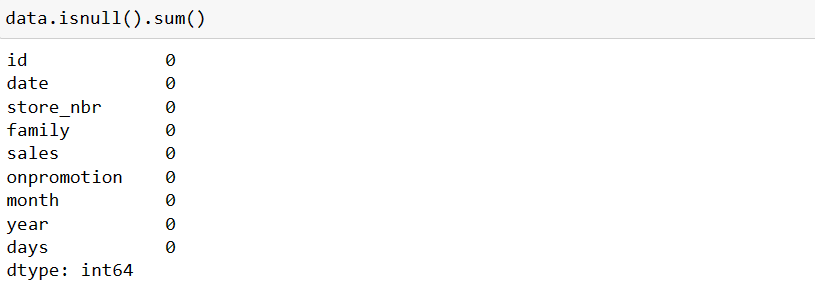 data.isnull().sum()
id 0
date 0
store_nbr 0
family 0
sales 0
onpromotion 0
month 0
year 0
days 0
dtype: int64